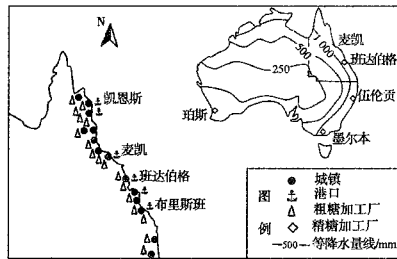 N
凯恩斯
麦凯
班达伯格
布里斯班
麦凯
班达伯格
1 000
500
250
伍伦贡
珀斯
墨尔本
图
例
城镇
港口
粗糖加工厂
精糖加工厂
—500— 等降水量线/mm